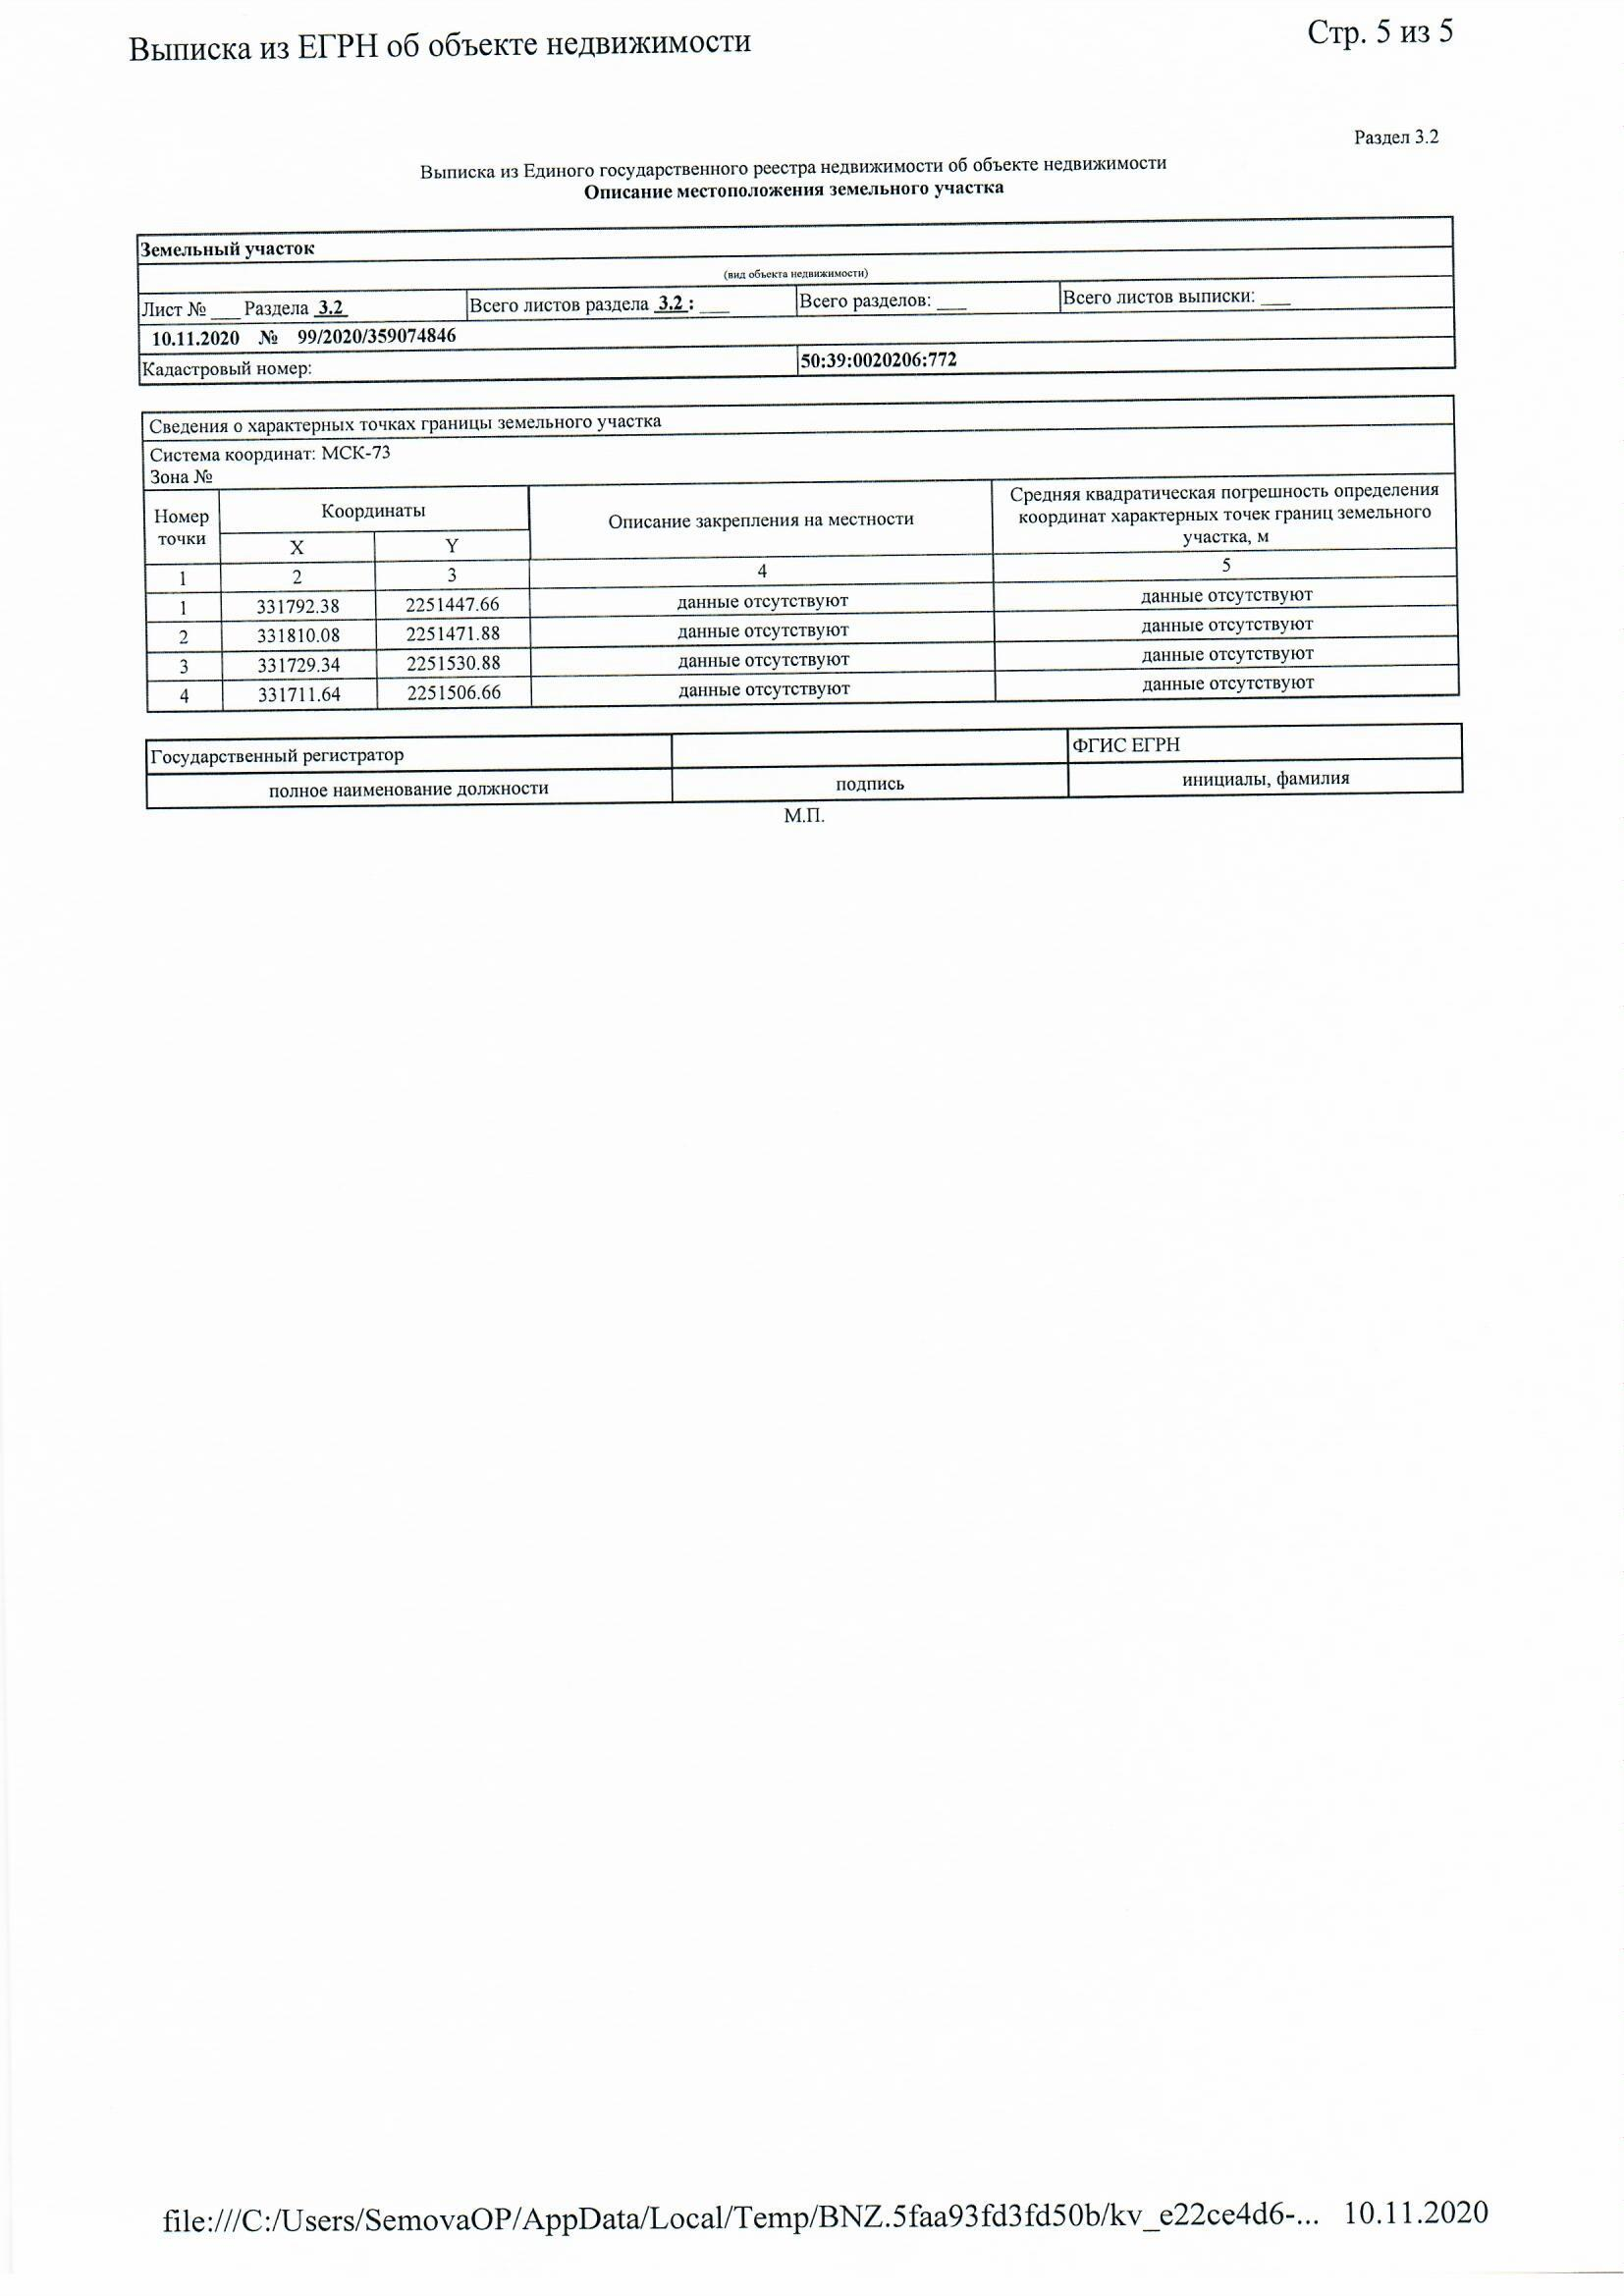 Выписка из ЕГРН об объекте недвижимости
Стр. 5 из 5
Раздел 3.2
Выписка из Единого государственного реестра недвижимости об объекте недвижимости
Описание местоположения земельного участка
Земельный участок
(вид объекта недвижимости)
Лист № ___ Раздела 3.2 Всего листов раздела 3.2 : ___ Всего разделов: ___ Всего листов выписки: ___
10.11.2020 № 99/2020/359074846
Кадастровый номер: 50:39:0020206:772
Сведения о характерных точках границы земельного участка
Система координат: МСК-73
Зона №
Номер точки Координаты Описание закрепления на местности Средняя квадратическая погрешность определения координат характерных точек границ земельного участка, м
X Y
1 2 3 4 5
1 331792.38 2251447.66 данные отсутствуют данные отсутствуют
2 331810.08 2251471.88 данные отсутствуют данные отсутствуют
3 331729.34 2251530.88 данные отсутствуют данные отсутствуют
4 331711.64 2251506.66 данные отсутствуют данные отсутствуют
Государственный регистратор ФГИС ЕГРН
полное наименование должности подпись инициалы, фамилия
М.П.
file:///C:/Users/SemovaOP/AppData/Local/Temp/BNZ.5faa93fd3fd50b/kv_e22ce4d6-... 10.11.2020